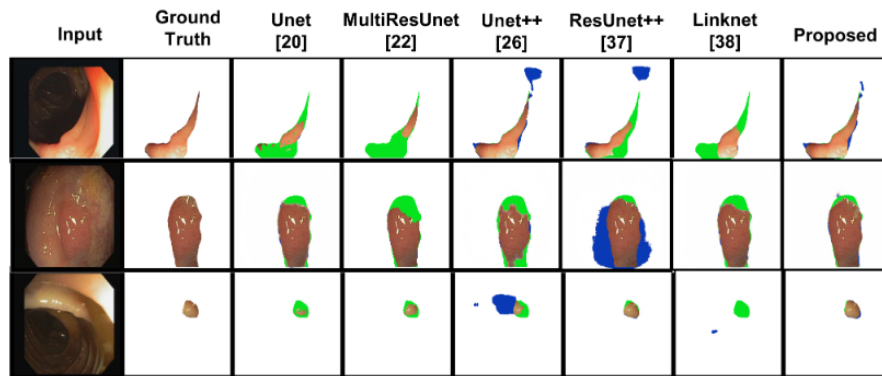 Input
Ground
Truth
Unet
[20]
MultiResUnet
[22]
Unet++
[26]
ResUnet++
[37]
Linknet
[38]
Proposed